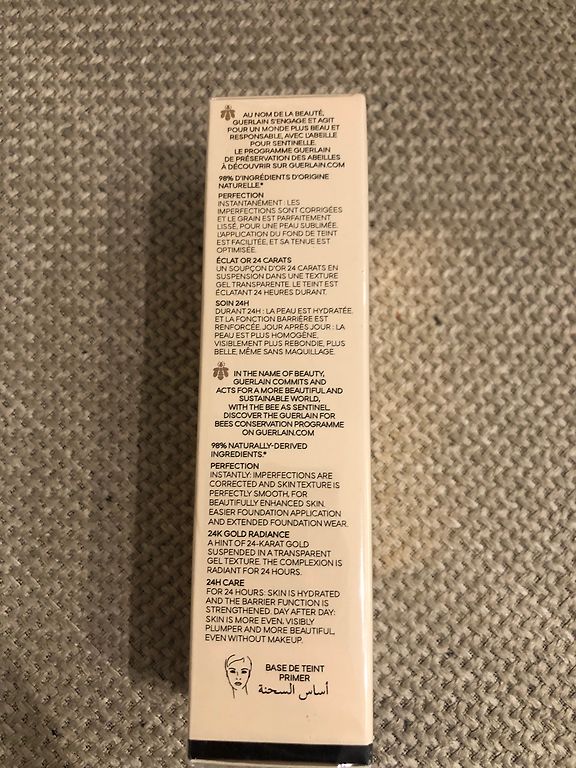 AU NOM DE LA BEAUTÉ,
GUERLAIN S'ENGAGE ET AGIT
POUR UN MONDE PLUS BEAU ET
RESPONSABLE, AVEC L'ABEILLE
POUR SENTINELLE.
LE PROGRAMME GUERLAIN
DE PRÉSERVATION DES ABEILLES
À DÉCOUVRIR SUR GUERLAIN.COM
98% D'INGRÉDIENTS D'ORIGINE
NATURELLE.*
PERFECTION
INSTANTANÉMENT : LES
IMPERFECTIONS SONT CORRIGÉES
ET LE GRAIN EST PARFAITEMENT
LISSÉ, POUR UNE PEAU SUBLIMÉE.
L'APPLICATION DU FOND DE TEINT
EST FACILITÉE, ET SA TENUE EST
OPTIMISÉE.
ÉCLAT OR 24 CARATS
UN SOUPÇON D'OR 24 CARATS EN
SUSPENSION DANS UNE TEXTURE
GEL TRANSPARENTE. LE TEINT EST
ÉCLATANT 24 HEURES DURANT.
SOIN 24H
DURANT 24H : LA PEAU EST HYDRATÉE
ET LA FONCTION BARRIÈRE EST
RENFORCÉE. JOUR APRÈS JOUR : LA
PEAU EST PLUS HOMOGÈNE,
VISIBLEMENT PLUS REBONDIE, PLUS
BELLE, MÊME SANS MAQUILLAGE.
IN THE NAME OF BEAUTY,
GUERLAIN COMMITS AND
ACTS FOR A MORE BEAUTIFUL AND
SUSTAINABLE WORLD,
WITH THE BEE AS SENTINEL.
DISCOVER THE GUERLAIN FOR
BEES CONSERVATION PROGRAMME
ON GUERLAIN.COM
98% NATURALLY-DERIVED
INGREDIENTS.*
PERFECTION
INSTANTLY: IMPERFECTIONS ARE
CORRECTED AND SKIN TEXTURE IS
PERFECTLY SMOOTH, FOR
BEAUTIFULLY ENHANCED SKIN.
EASIER FOUNDATION APPLICATION
AND EXTENDED FOUNDATION WEAR.
24K GOLD RADIANCE
A HINT OF 24-KARAT GOLD
SUSPENDED IN A TRANSPARENT
GEL TEXTURE. THE COMPLEXION IS
RADIANT FOR 24 HOURS.
24H CARE
FOR 24 HOURS: SKIN IS HYDRATED
AND THE BARRIER FUNCTION IS
STRENGTHENED. DAY AFTER DAY:
SKIN IS MORE EVEN, VISIBLY
PLUMPER AND MORE BEAUTIFUL,
EVEN WITHOUT MAKEUP.
BASE DE TEINT
PRIMER
أساس السحنة